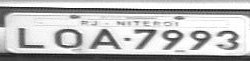 RJ - NITEROI
LOA·7993